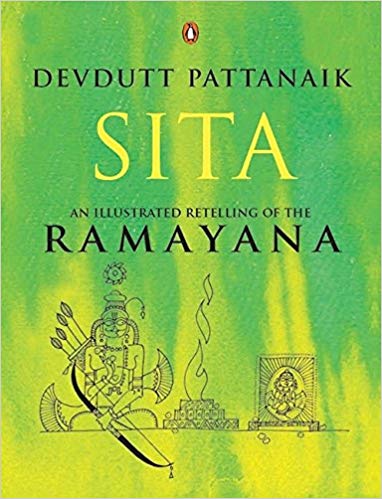 DEVDUTT PATTANAIK
SITA
AN ILLUSTRATED RETELLING OF THE
RAMAYANA